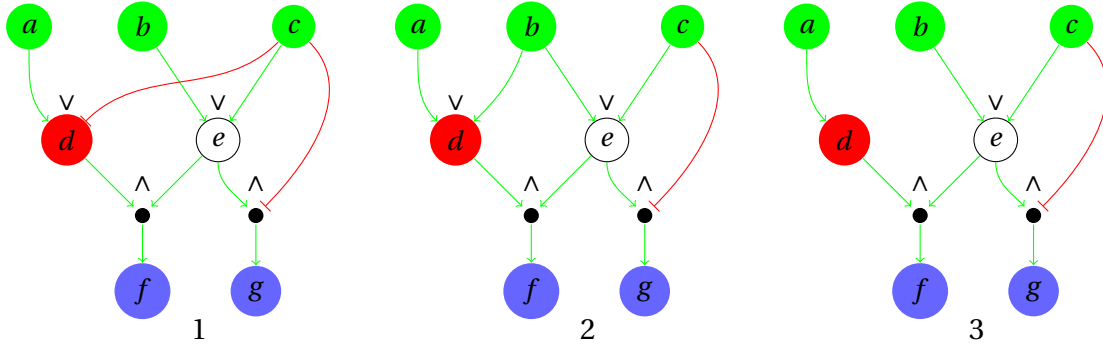 a b c a b c a b c
∨ ∨ ∨ ∨ ∨
d e d e d e
∧ ∧ ∧ ∧ ∧ ∧
f g f g f g
1 2 3